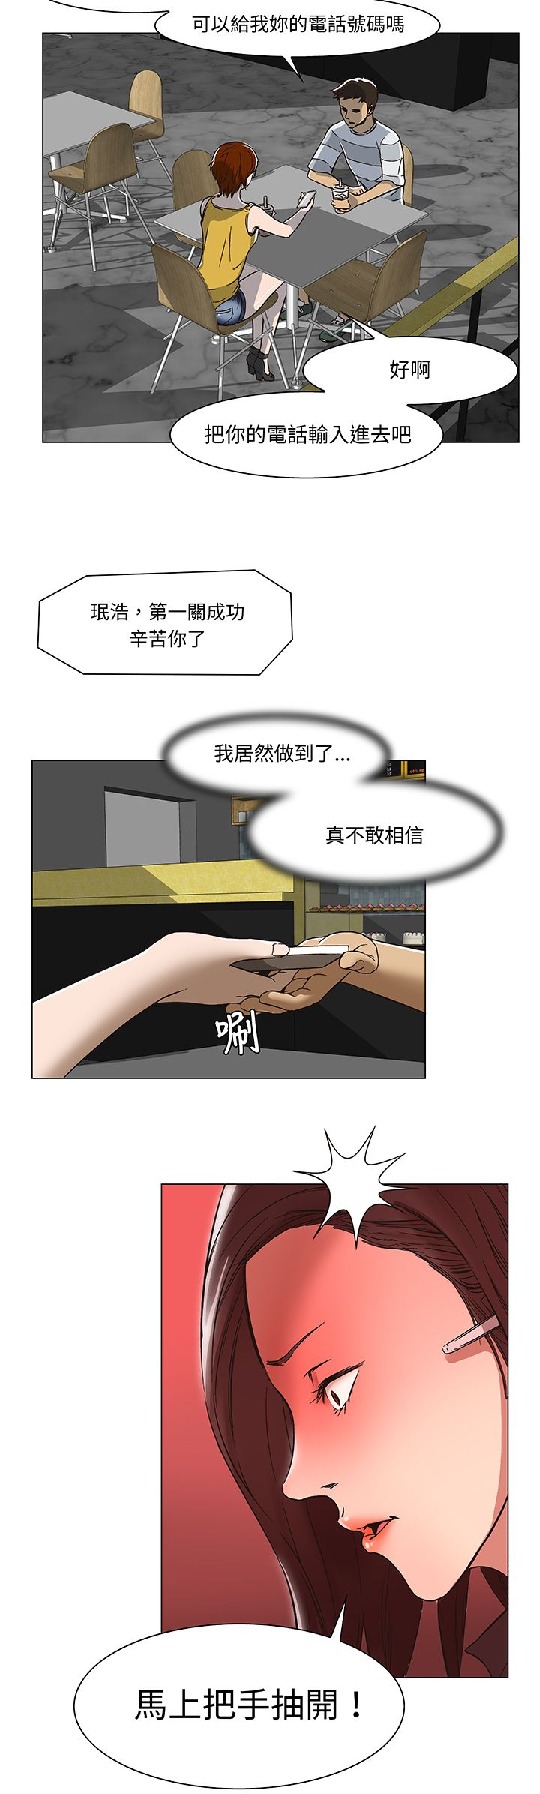 可以給我妳的電話號碼嗎
好啊
把你的電話輸入進去吧
珉浩，第一關成功
辛苦你了
我居然做到了...
真不敢相信
唰
馬上把手抽開！